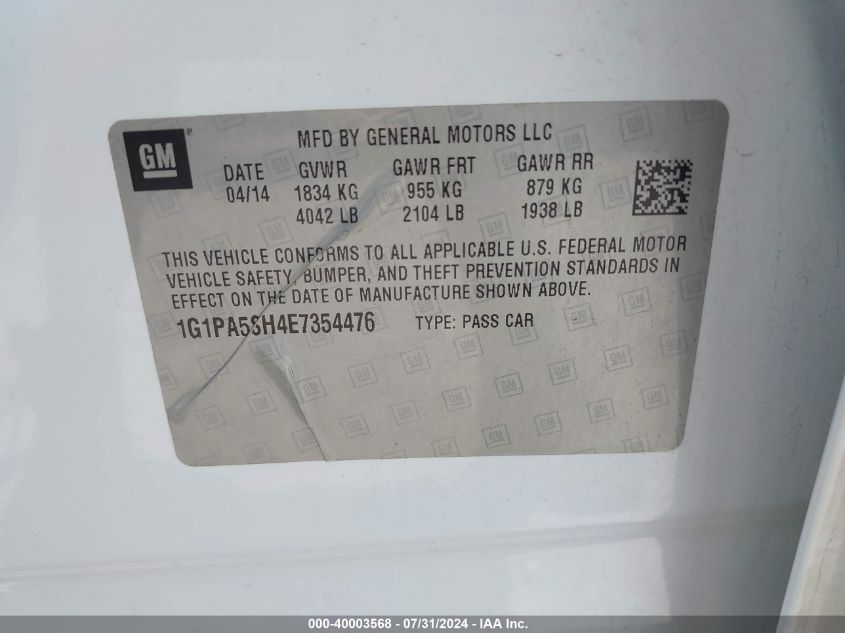 GM®
MFD BY GENERAL MOTORS LLC
DATE GVWR GAWR FRT GAWR RR
04/14 1834 KG 955 KG 879 KG
4042 LB 2104 LB 1938 LB
THIS VEHICLE CONFORMS TO ALL APPLICABLE U.S. FEDERAL MOTOR
VEHICLE SAFETY, BUMPER, AND THEFT PREVENTION STANDARDS IN
EFFECT ON THE DATE OF MANUFACTURE SHOWN ABOVE.
1G1PA5SH4E7354476 TYPE: PASS CAR
000-40003568 - 07/31/2024 - IAA Inc.